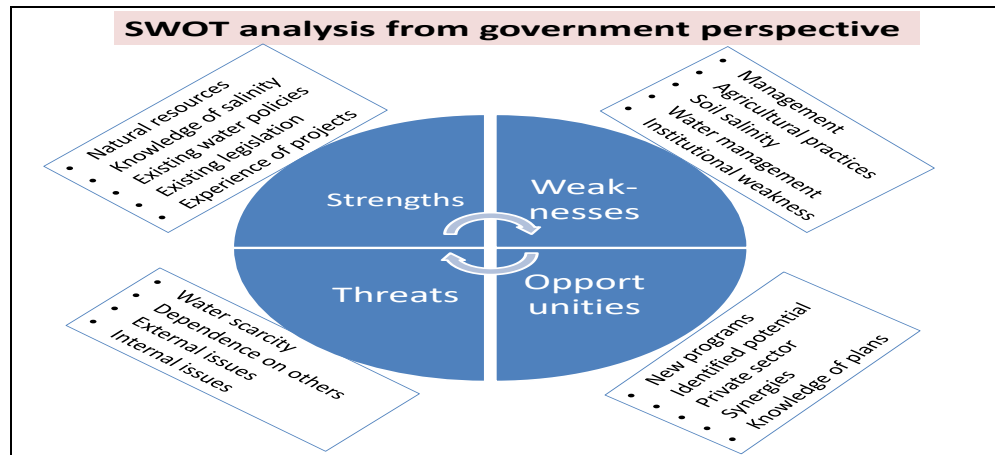 SWOT analysis from government perspective
• Natural resources
• Knowledge of salinity
• Existing water policies
• Existing legislation
• Experience of projects
• Management
• Agricultural practices
• Soil salinity
• Water management
• Institutional weakness
Strengths
Weak-
nesses
Threats
Opport
unities
• Water scarcity
• Dependence on others
• External issues
• Internal issues
• New programs
• Identified potential
• Private sector
• Synergies
• Knowledge of plans